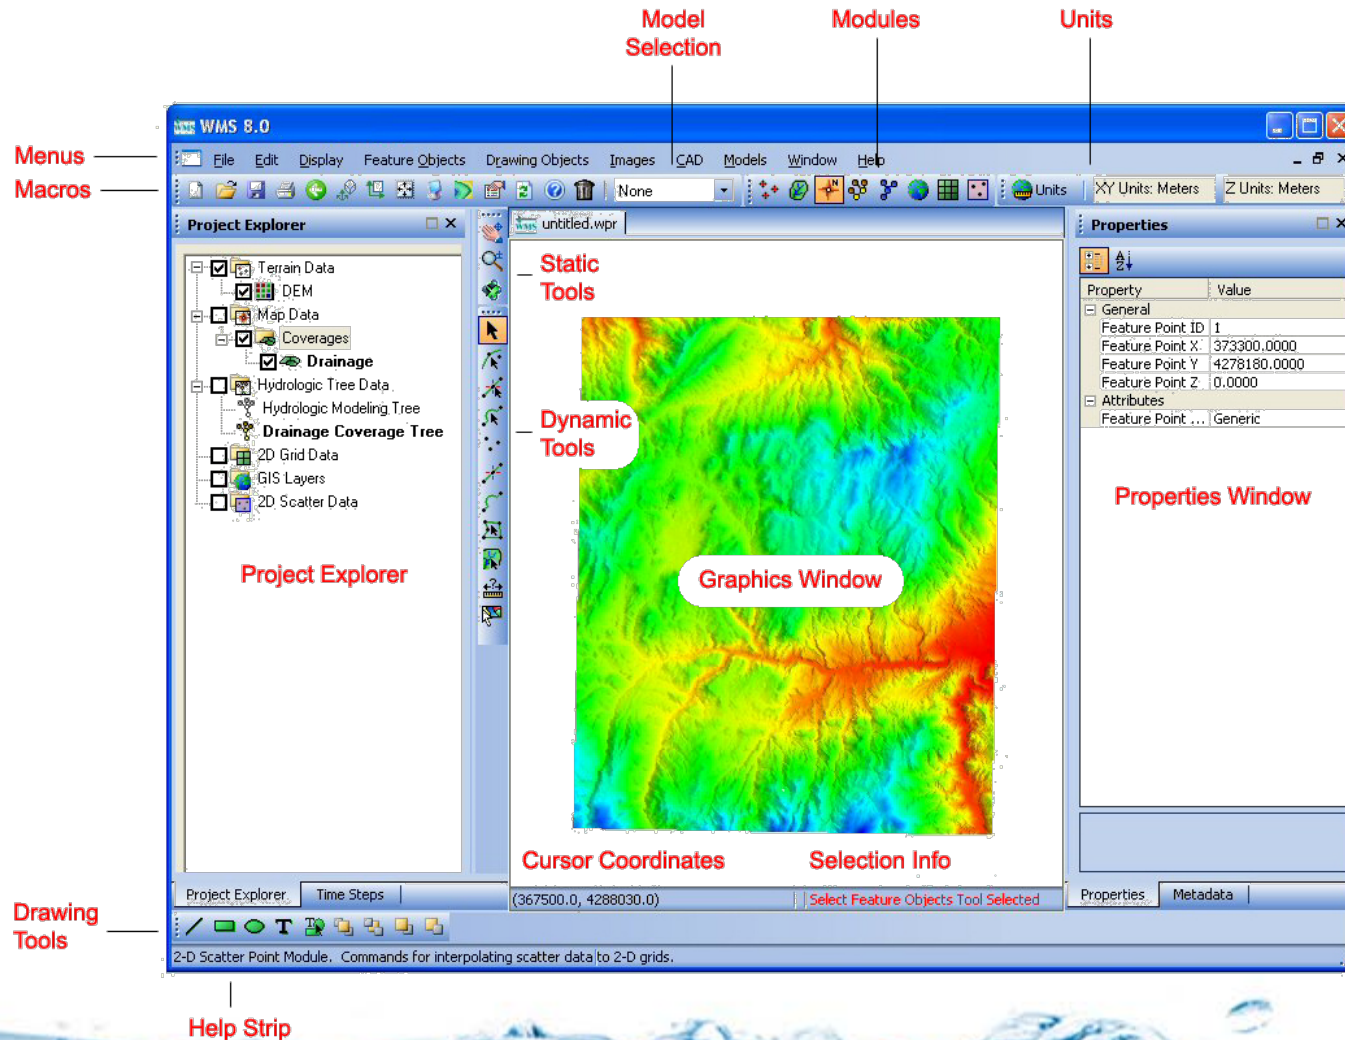 Model
Selection
Modules
Units
Menus
Macros
WMS 8.0
File Edit Display Feature Objects Drawing Objects Images CAD Models Window Help
None
Units
XY Units: Meters
Z Units: Meters
Project Explorer
untitled.wpr
Properties
Terrain Data
DEM
Map Data
Coverages
Drainage
Hydrologic Tree Data
Hydrologic Modeling Tree
Drainage Coverage Tree
2D Grid Data
GIS Layers
2D Scatter Data
Project Explorer
Static
Tools
Dynamic
Tools
Graphics Window
Property Value
General
Feature Point ID 1
Feature Point X 373300.0000
Feature Point Y 4278180.0000
Feature Point Z 0.0000
Attributes
Feature Point ... Generic
Properties Window
Cursor Coordinates
Selection Info
Project Explorer Time Steps
(367500.0, 4288030.0)
Select Feature Objects Tool Selected
Properties Metadata
Drawing
Tools
2-D Scatter Point Module. Commands for interpolating scatter data to 2-D grids.
Help Strip